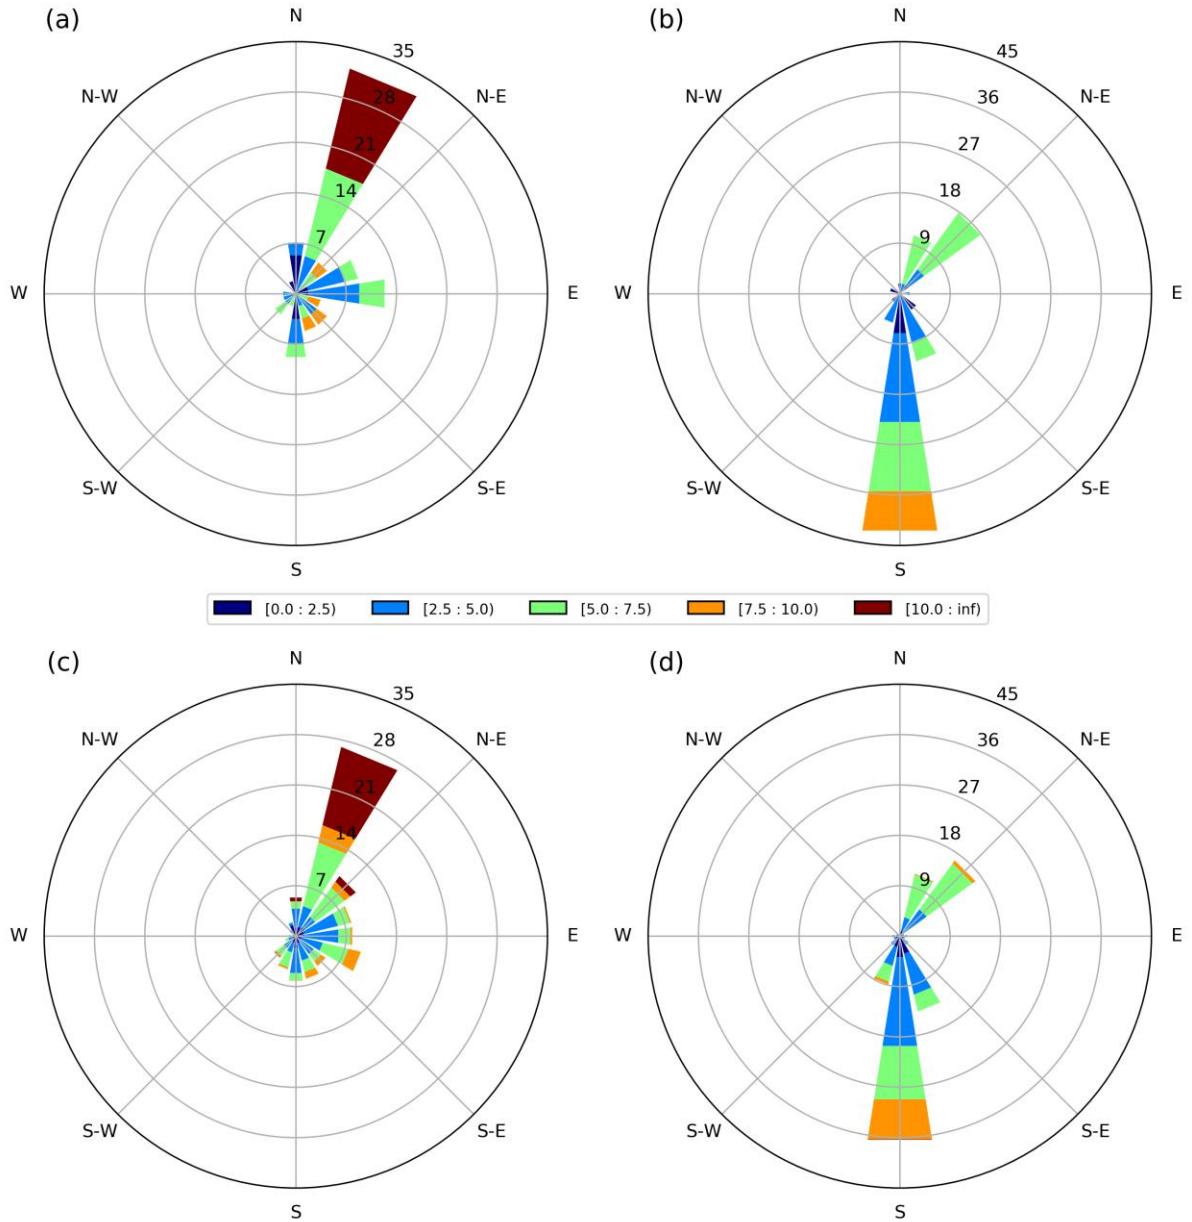 (a)
N
(b)
N
35
45
N-W
28
N-E
N-W
36
N-E
21
27
14
18
7
9
W
E
W
E
S-W
S-E
S-W
S-E
S
S
[0.0 : 2.5) [2.5 : 5.0) [5.0 : 7.5) [7.5 : 10.0) [10.0 : inf)
(c)
N
(d)
N
35
45
N-W
28
N-E
N-W
36
N-E
21
27
14
18
7
9
W
E
W
E
S-W
S-E
S-W
S-E
S
S